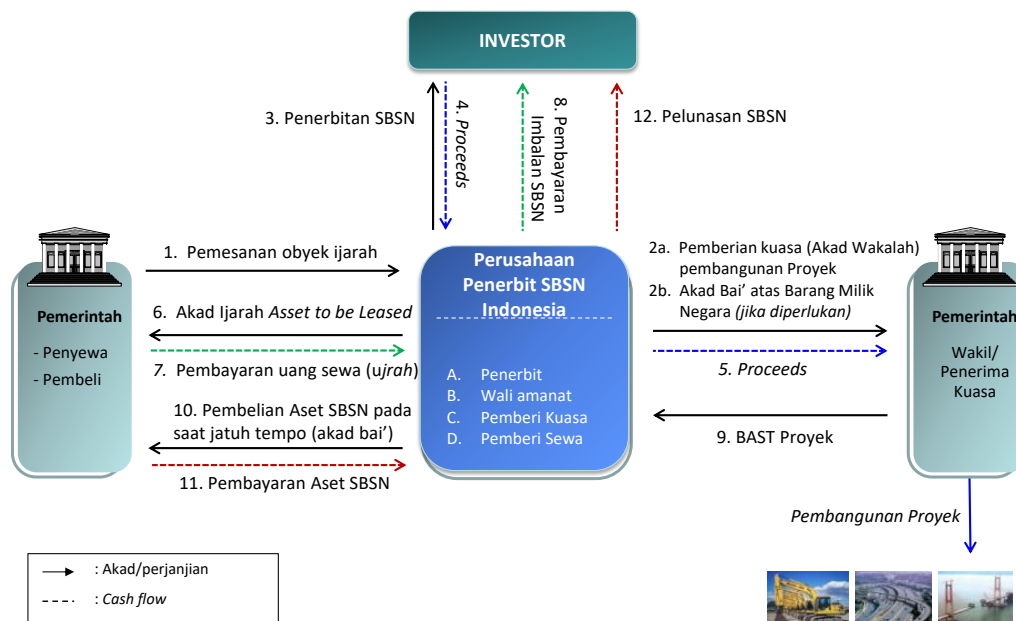 INVESTOR
3. Penerbitan SBSN
4. Proceeds
8. Pembayaran
Imbalan SBSN
12. Pelunasan SBSN
Pemerintah
- Penyewa
- Pembeli
1. Pemesanan obyek ijarah
6. Akad Ijarah Asset to be Leased
7. Pembayaran uang sewa (ujrah)
10. Pembelian Aset SBSN pada
saat jatuh tempo (akad bai’)
11. Pembayaran Aset SBSN
Perusahaan
Penerbit SBSN
Indonesia
A. Penerbit
B. Wali amanat
C. Pemberi Kuasa
D. Pemberi Sewa
2a. Pemberian kuasa (Akad Wakalah)
pembangunan Proyek
2b. Akad Bai’ atas Barang Milik
Negara (jika diperlukan)
5. Proceeds
9. BAST Proyek
Pemerintah
Wakil/
Penerima
Kuasa
Pembangunan Proyek
: Akad/perjanjian
: Cash flow